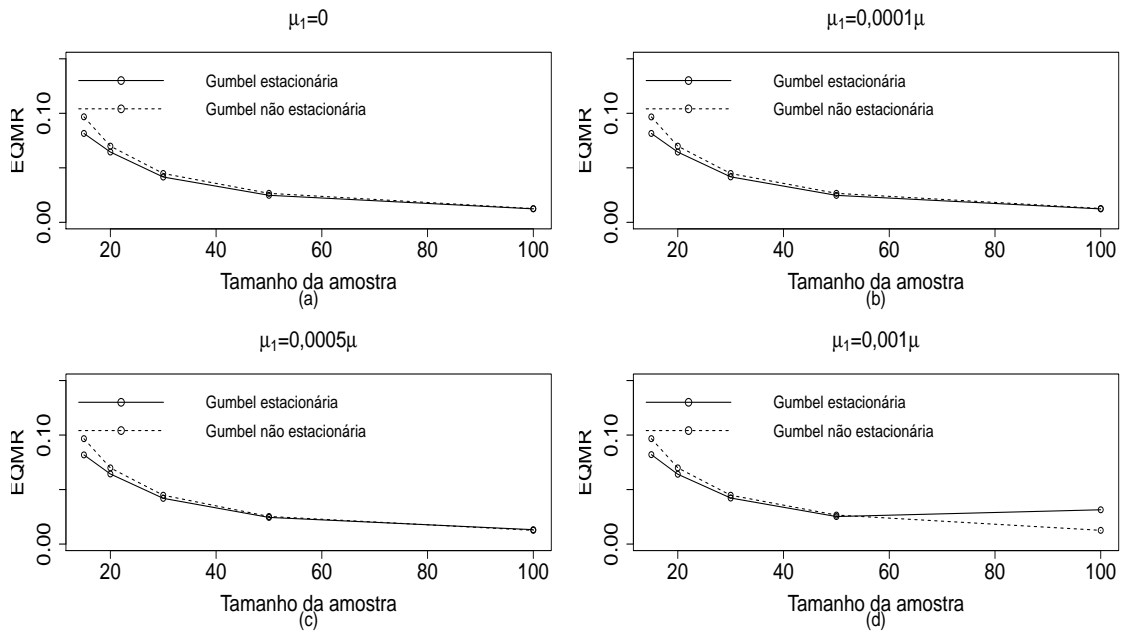 μ₁=0
Gumbel estacionária
Gumbel não estacionária
EQMR
0.00
0.10
20
40
60
80
100
Tamanho da amostra
(a)
μ₁=0,0001μ
Gumbel estacionária
Gumbel não estacionária
EQMR
0.00
0.10
20
40
60
80
100
Tamanho da amostra
(b)
μ₁=0,0005μ
Gumbel estacionária
Gumbel não estacionária
EQMR
0.00
0.10
20
40
60
80
100
Tamanho da amostra
(c)
μ₁=0,001μ
Gumbel estacionária
Gumbel não estacionária
EQMR
0.00
0.10
20
40
60
80
100
Tamanho da amostra
(d)